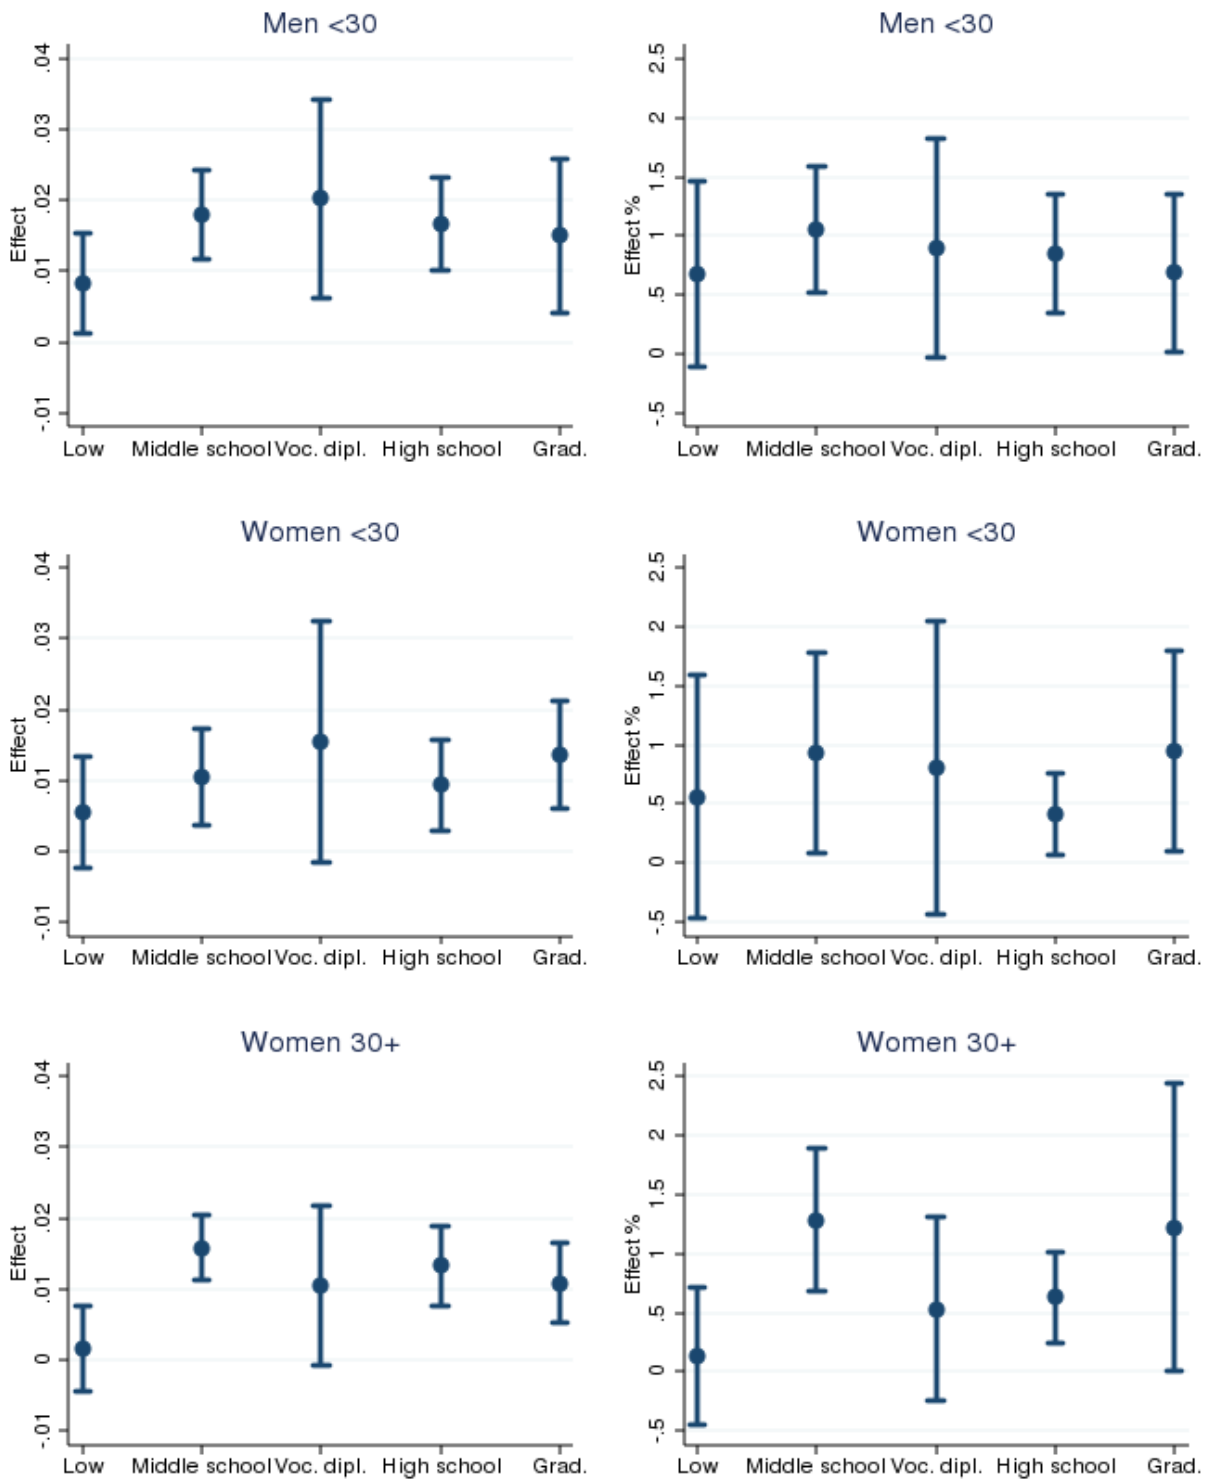 Men <30
Effect
.04
.03
.02
.01
0
-.01
Low Middle school Voc. dipl. High school Grad.
Men <30
Effect %
2.5
2
1.5
1
.5
0
-.5
Low Middle school Voc. dipl. High school Grad.
Women <30
Effect
.04
.03
.02
.01
0
-.01
Low Middle school Voc. dipl. High school Grad.
Women <30
Effect %
2.5
2
1.5
1
.5
0
-.5
Low Middle school Voc. dipl. High school Grad.
Women 30+
Effect
.04
.03
.02
.01
0
-.01
Low Middle school Voc. dipl. High school Grad.
Women 30+
Effect %
2.5
2
1.5
1
.5
0
-.5
Low Middle school Voc. dipl. High school Grad.